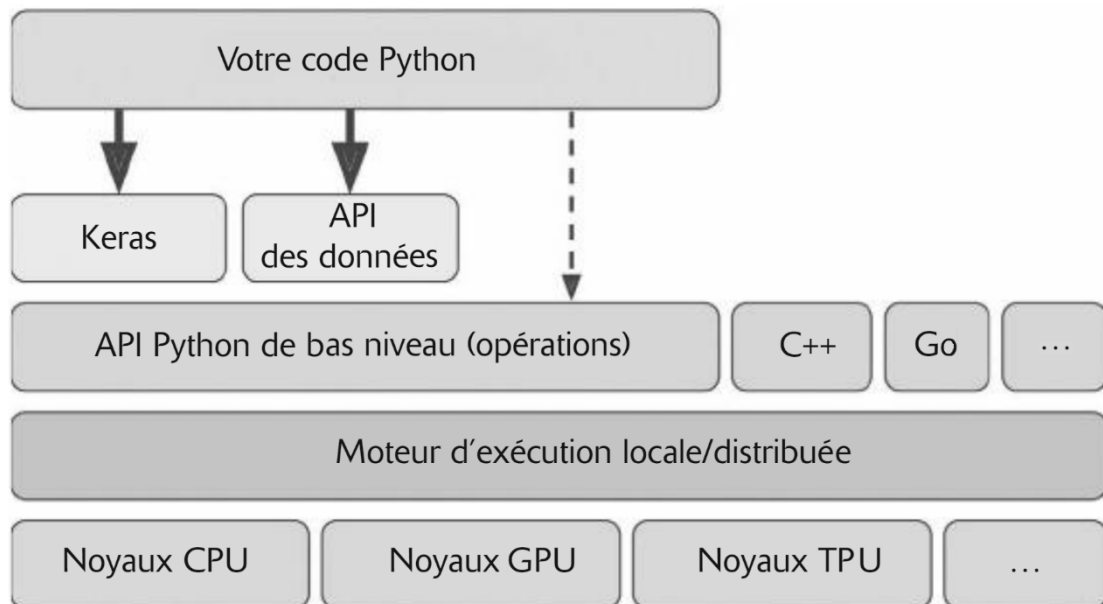 Votre code Python
Keras
API
des données
API Python de bas niveau (opérations)
C++
Go
...
Moteur d'exécution locale/distribuée
Noyaux CPU
Noyaux GPU
Noyaux TPU
...